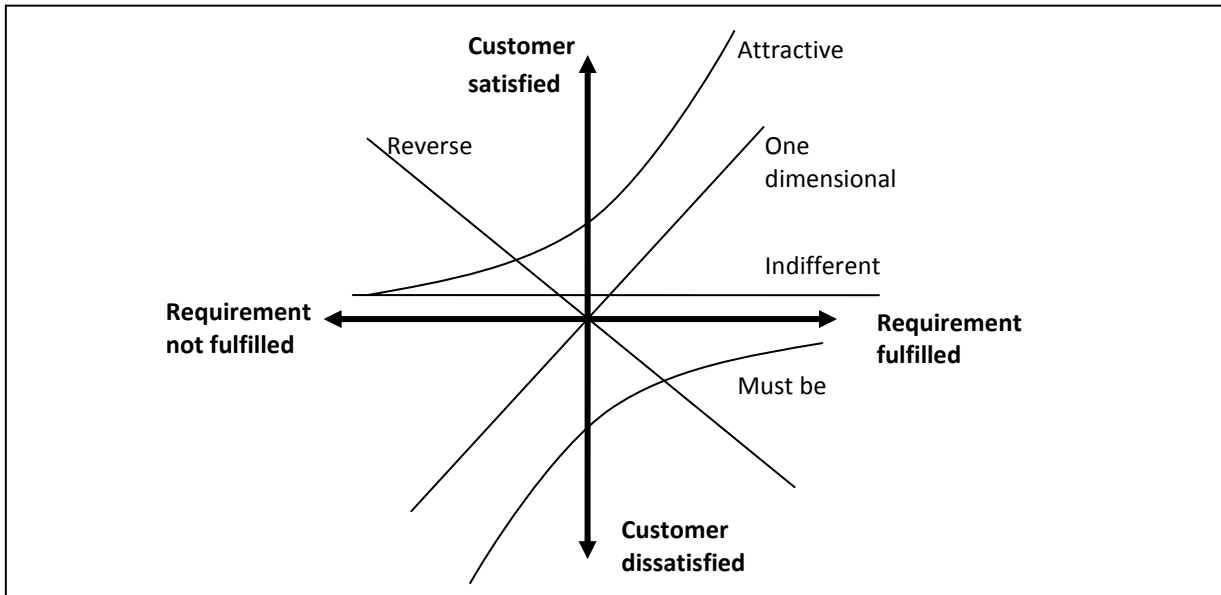 Customer
satisfied
Attractive
Reverse
One
dimensional
Indifferent
Requirement
not fulfilled
Requirement
fulfilled
Must be
Customer
dissatisfied